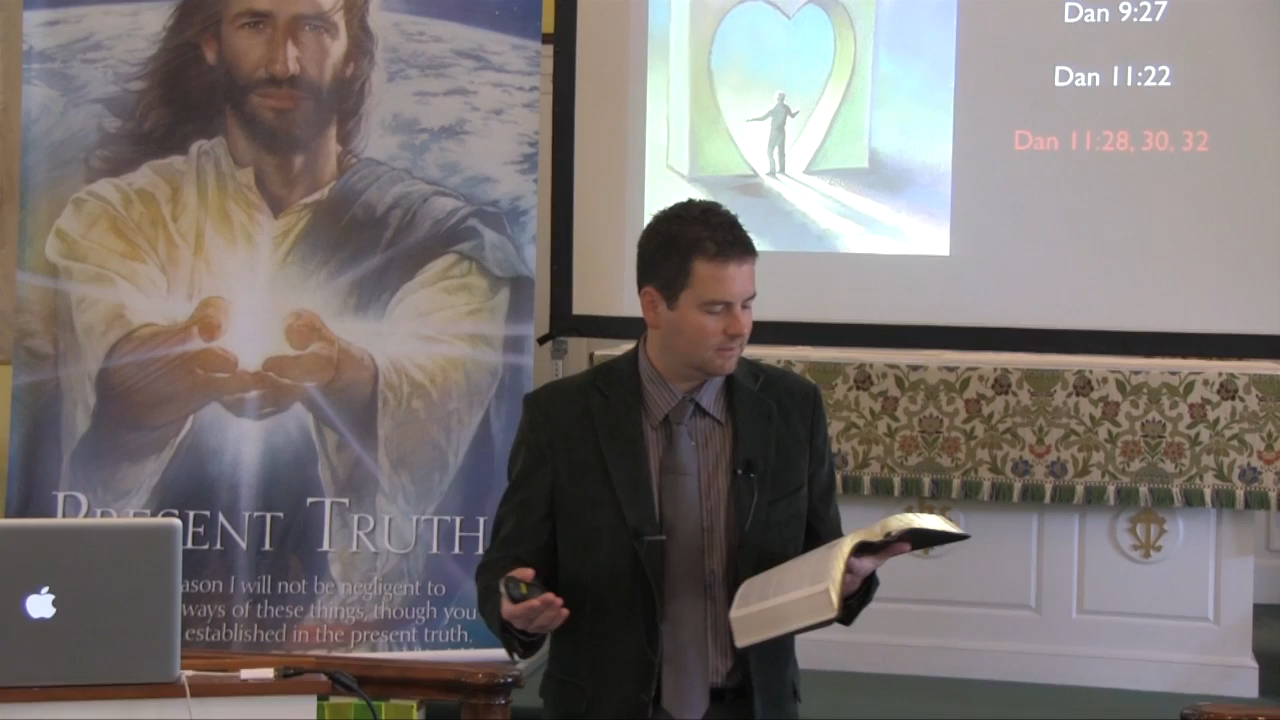 Dan 9:27
Dan 11:22
Dan 11:28, 30, 32
PRESENT TRUTH
ason I will not be negligent to
ways of these things, though you
established in the present truth.